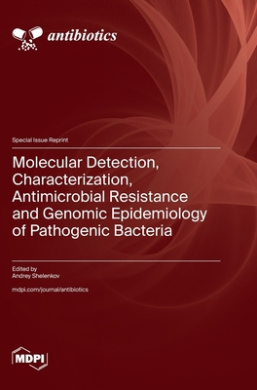 antibiotics
Special Issue Reprint
Molecular Detection,
Characterization,
Antimicrobial Resistance
and Genomic Epidemiology
of Pathogenic Bacteria
Edited by
Andrey Shelenkov
mdpi.com/journal/antibiotics
MDPI